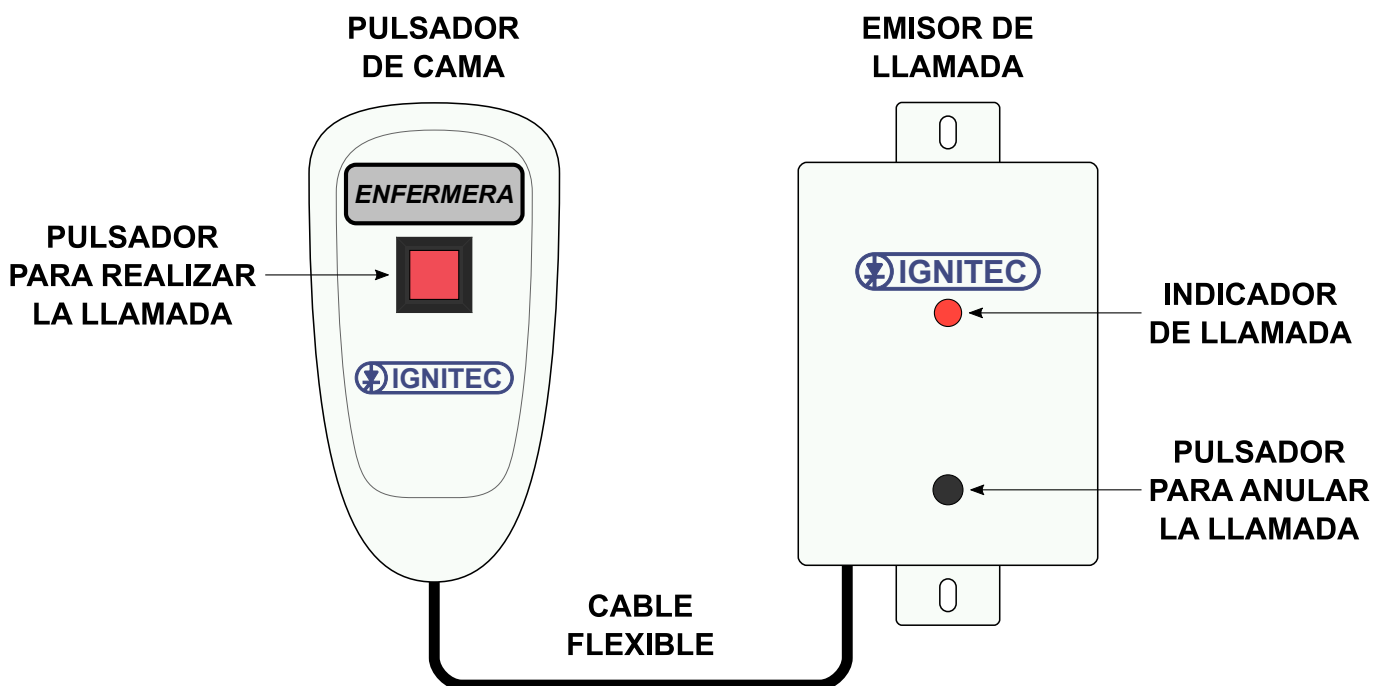 PULSADOR
DE CAMA
EMISOR DE
LLAMADA
ENFERMERA
PULSADOR
PARA REALIZAR
LA LLAMADA
IGNITEC
IGNITEC
INDICADOR
DE LLAMADA
PULSADOR
PARA ANULAR
LA LLAMADA
CABLE
FLEXIBLE